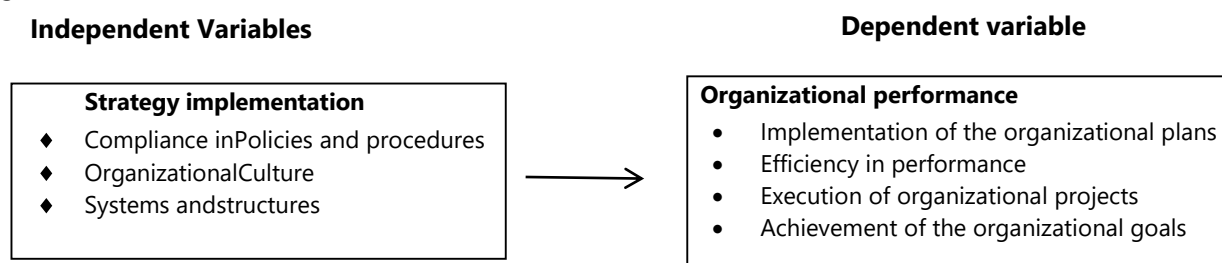 Independent Variables
Dependent variable
Strategy implementation
♦ Compliance inPolicies and procedures
♦ OrganizationalCulture
♦ Systems andstructures
Organizational performance
• Implementation of the organizational plans
• Efficiency in performance
• Execution of organizational projects
• Achievement of the organizational goals